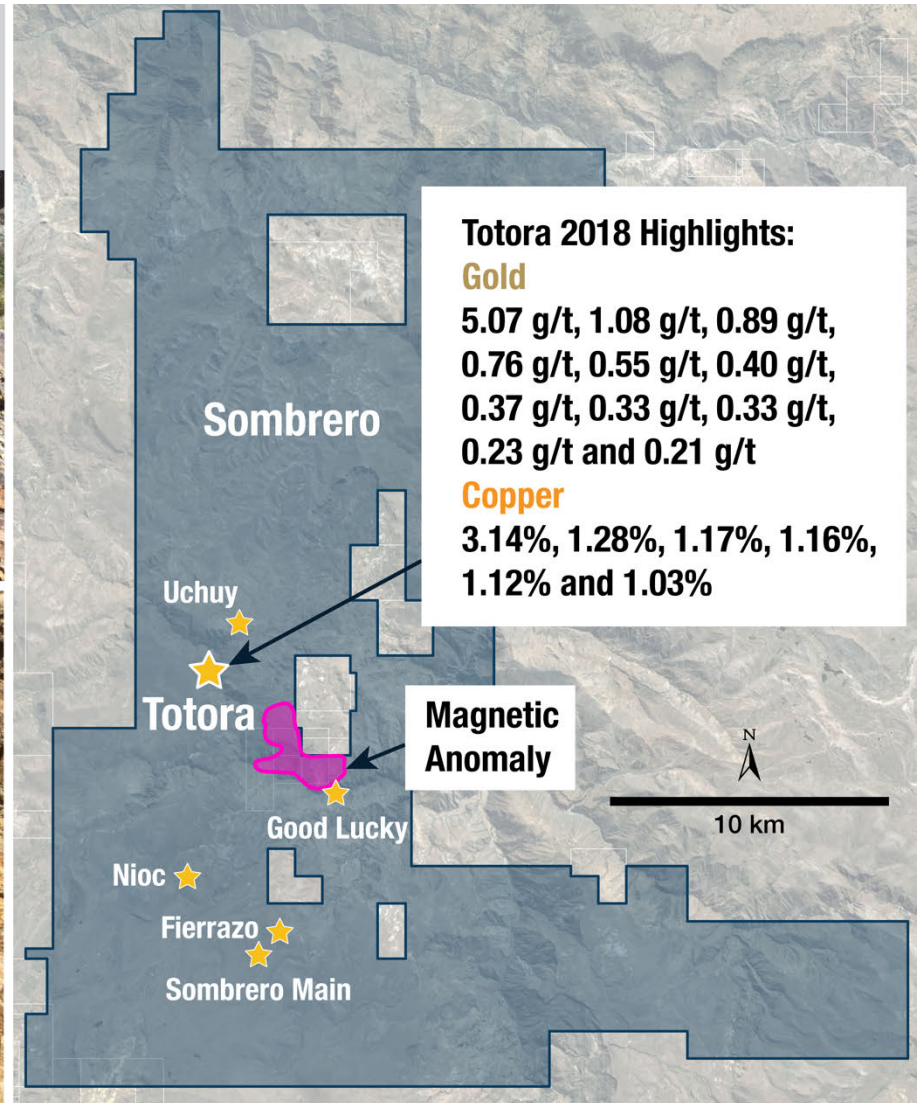 Totora 2018 Highlights:
Gold
5.07 g/t, 1.08 g/t, 0.89 g/t,
0.76 g/t, 0.55 g/t, 0.40 g/t,
0.37 g/t, 0.33 g/t, 0.33 g/t,
0.23 g/t and 0.21 g/t
Copper
3.14%, 1.28%, 1.17%, 1.16%,
1.12% and 1.03%
Sombrero
Uchuy
Totora
Magnetic
Anomaly
N
10 km
Good Lucky
Nioc
Fierrazo
Sombrero Main